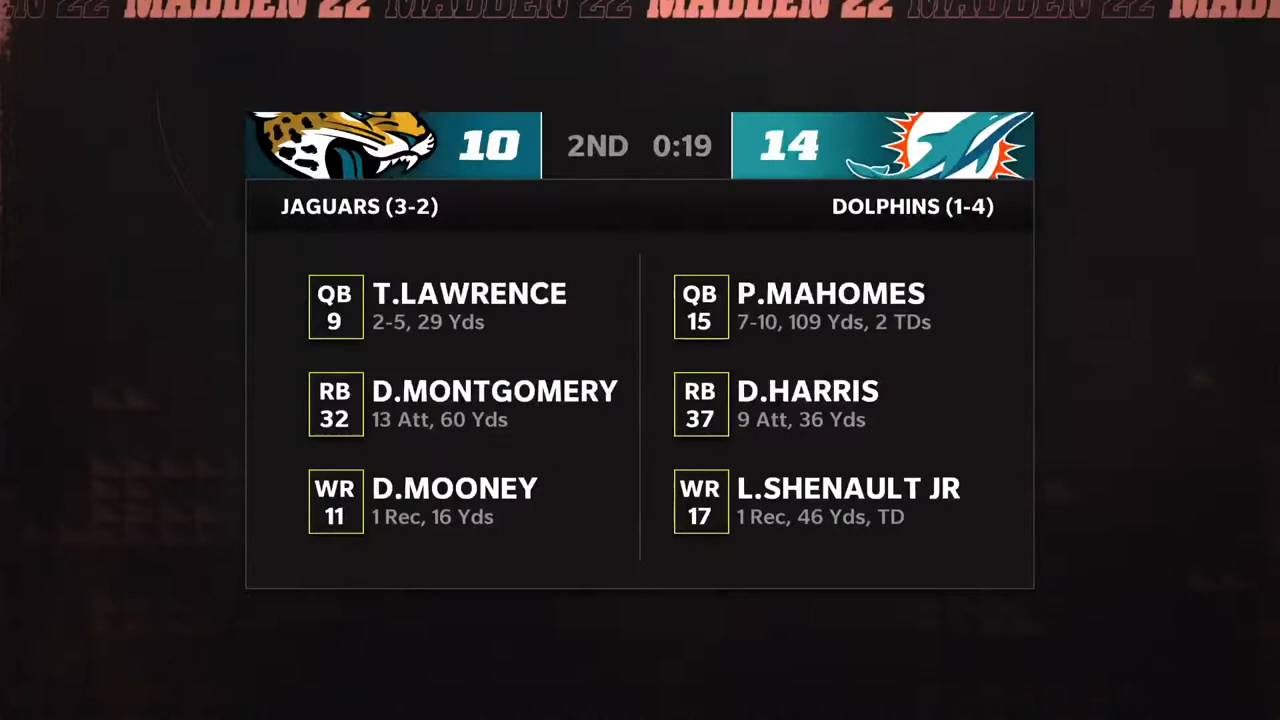 EN 22 MADDEN 22 MADDEN 22 MADDEN 22 MADDEN 22 MADD
10 2ND 0:19 14
JAGUARS (3-2) DOLPHINS (1-4)
QB 9 T.LAWRENCE
2-5, 29 Yds
QB 15 P.MAHOMES
7-10, 109 Yds, 2 TDs
RB 32 D.MONTGOMERY
13 Att, 60 Yds
RB 37 D.HARRIS
9 Att, 36 Yds
WR 11 D.MOONEY
1 Rec, 16 Yds
WR 17 L.SHENAULT JR
1 Rec, 46 Yds, TD